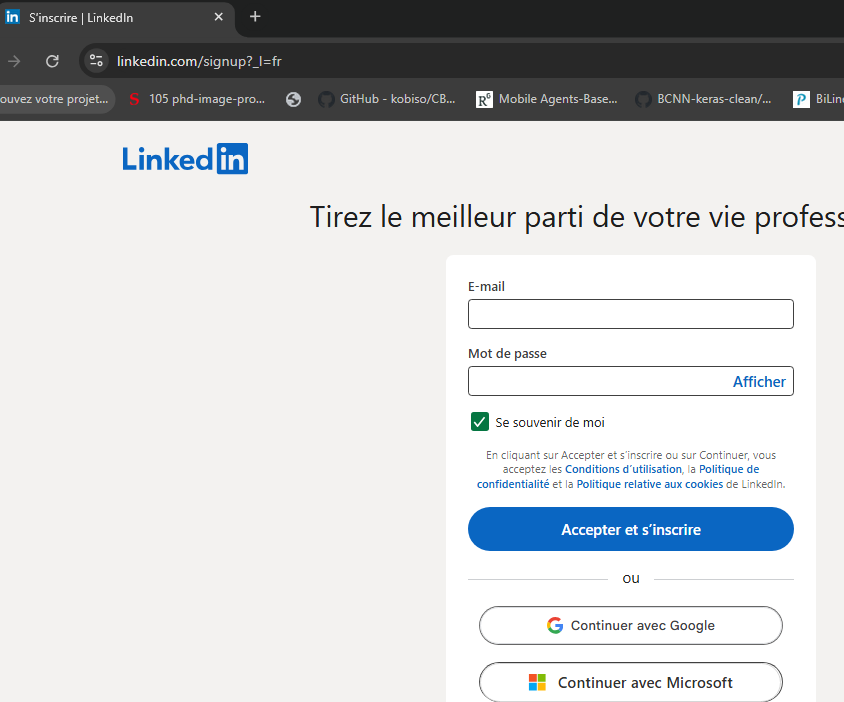 S'inscrire | LinkedIn
linkedin.com/signup?_l=fr
ouvez votre projet...
105 phd-image-pro...
GitHub - kobiso/CB...
Mobile Agents-Base...
BCNN-keras-clean/...
BiLine
LinkedIn
Tirez le meilleur parti de votre vie profess
E-mail
Mot de passe
Afficher
Se souvenir de moi
En cliquant sur Accepter et s'inscrire ou sur Continuer, vous
acceptez les Conditions d'utilisation, la Politique de
confidentialité et la Politique relative aux cookies de LinkedIn.
Accepter et s'inscrire
ou
Continuer avec Google
Continuer avec Microsoft